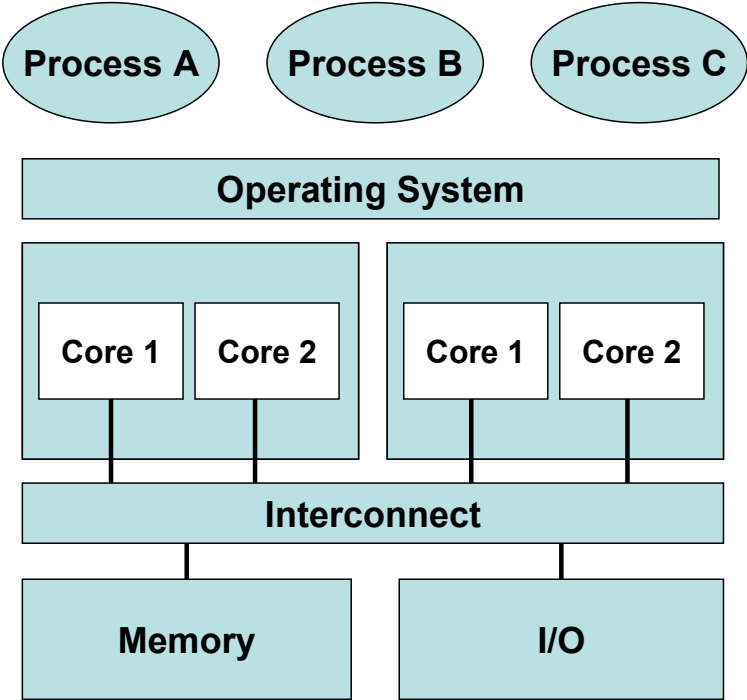 Process A
Process B
Process C
Operating System
Core 1
Core 2
Core 1
Core 2
Interconnect
Memory
I/O